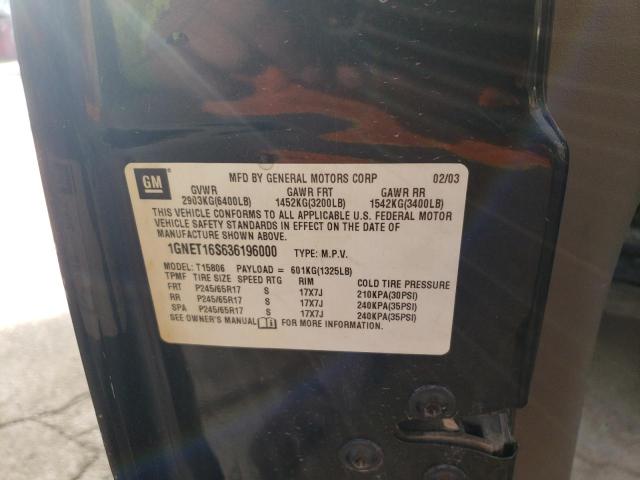 GM
MFD BY GENERAL MOTORS CORP 02/03
GVWR GAWR FRT GAWR RR
2903KG(6400LB) 1452KG(3200LB) 1542KG(3400LB)
THIS VEHICLE CONFORMS TO ALL APPLICABLE U.S. FEDERAL MOTOR
VEHICLE SAFETY STANDARDS IN EFFECT ON THE DATE OF
MANUFACTURE SHOWN ABOVE.
1GNET16S636196000 TYPE: M.P.V.
MODEL: T15806 PAYLOAD = 601KG(1325LB)
TPMF TIRE SIZE SPEED RTG RIM COLD TIRE PRESSURE
FRT P245/65R17 S 17X7J 210KPA(30PSI)
RR P245/65R17 S 17X7J 240KPA(35PSI)
SPA P245/65R17 S 17X7J 240KPA(35PSI)
SEE OWNER'S MANUAL FOR MORE INFORMATION.